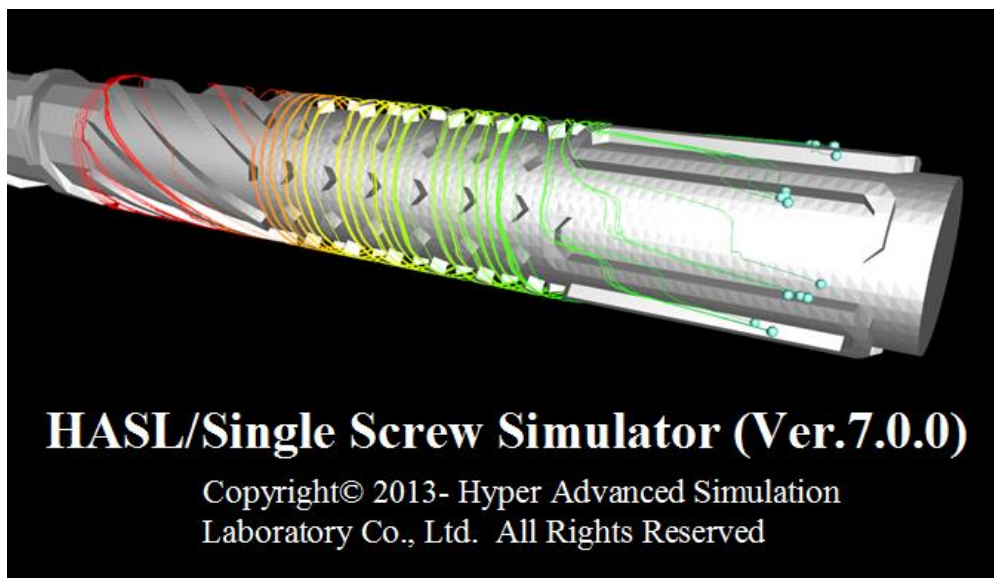 HASL/Single Screw Simulator (Ver.7.0.0)
Copyright© 2013- Hyper Advanced Simulation
Laboratory Co., Ltd.  All Rights Reserved